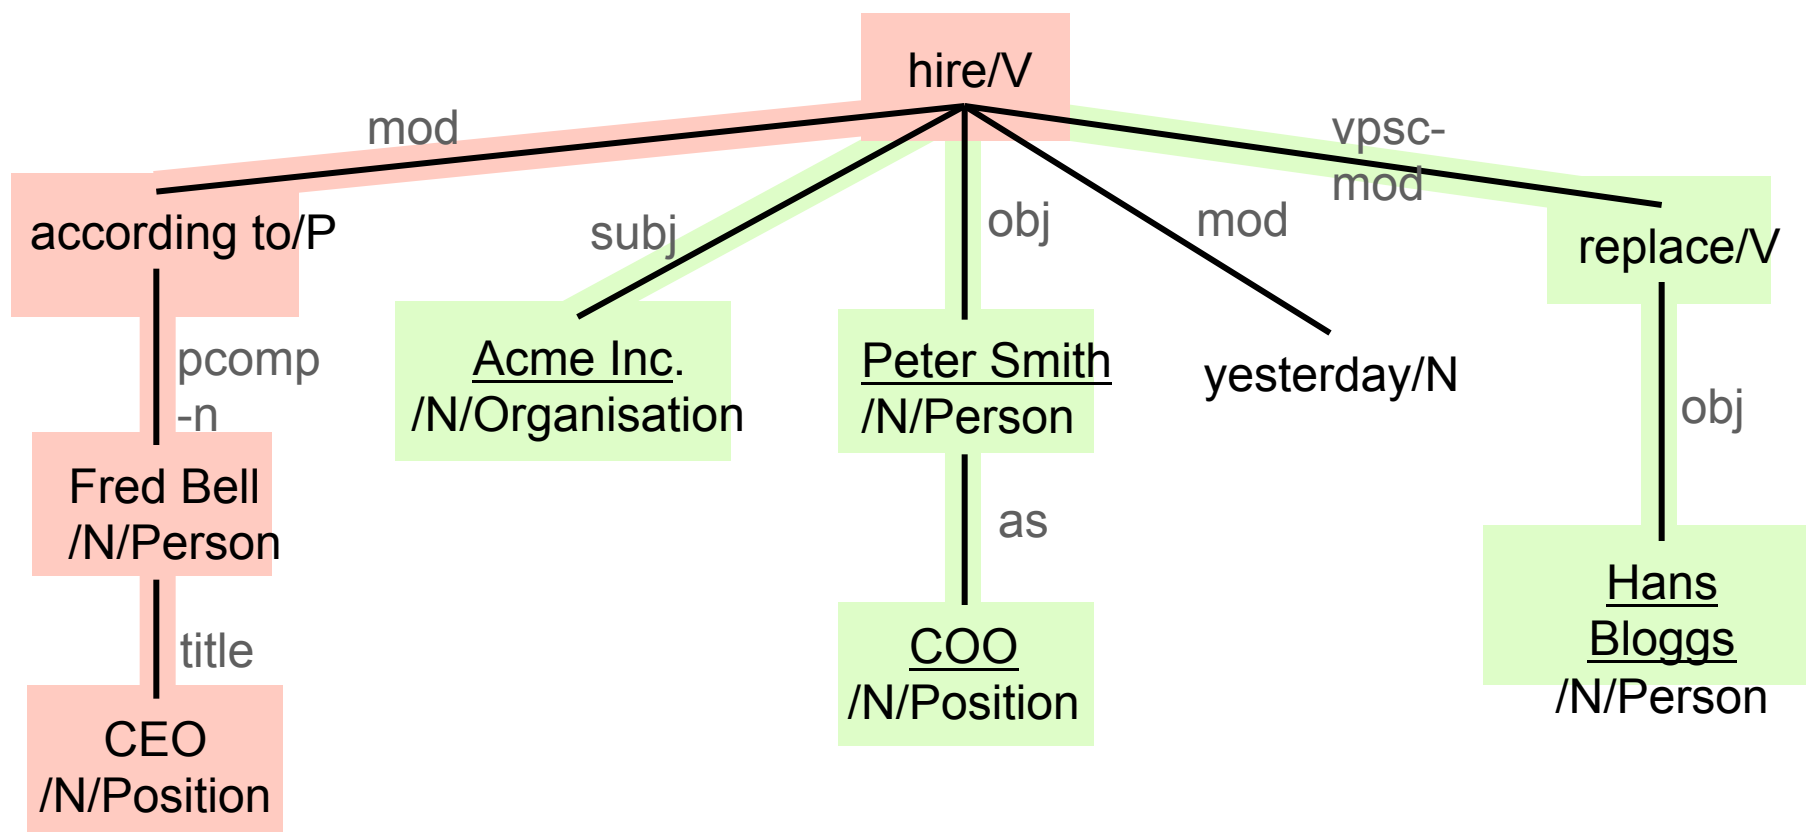 hire/V
mod
vpsc-
mod
according to/P
subj
obj
mod
replace/V
pcomp
-n
Acme Inc.
/N/Organisation
Peter Smith
/N/Person
yesterday/N
obj
Fred Bell
/N/Person
as
Hans
Bloggs
/N/Person
title
COO
/N/Position
CEO
/N/Position